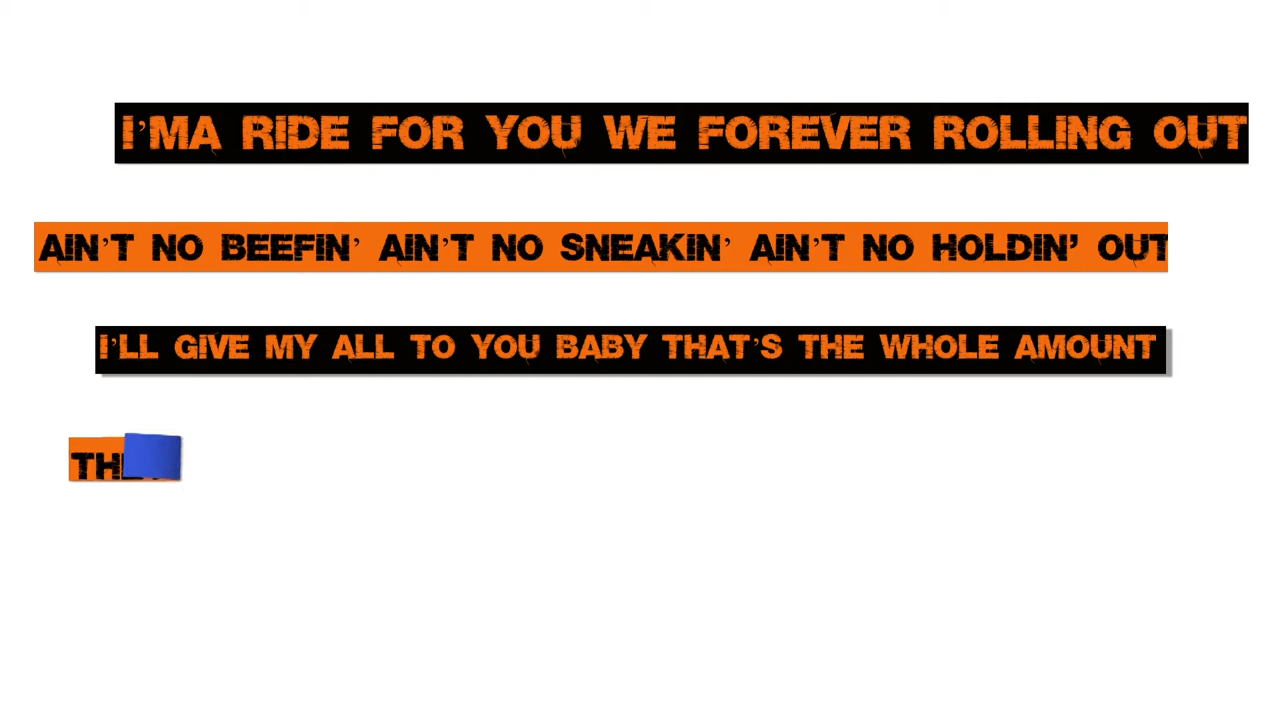 I'MA RIDE FOR YOU WE FOREVER ROLLING OUT
AIN'T NO BEEFIN' AIN'T NO SNEAKIN' AIN'T NO HOLDIN' OUT
I'LL GIVE MY ALL TO YOU BABY THAT'S THE WHOLE AMOUNT